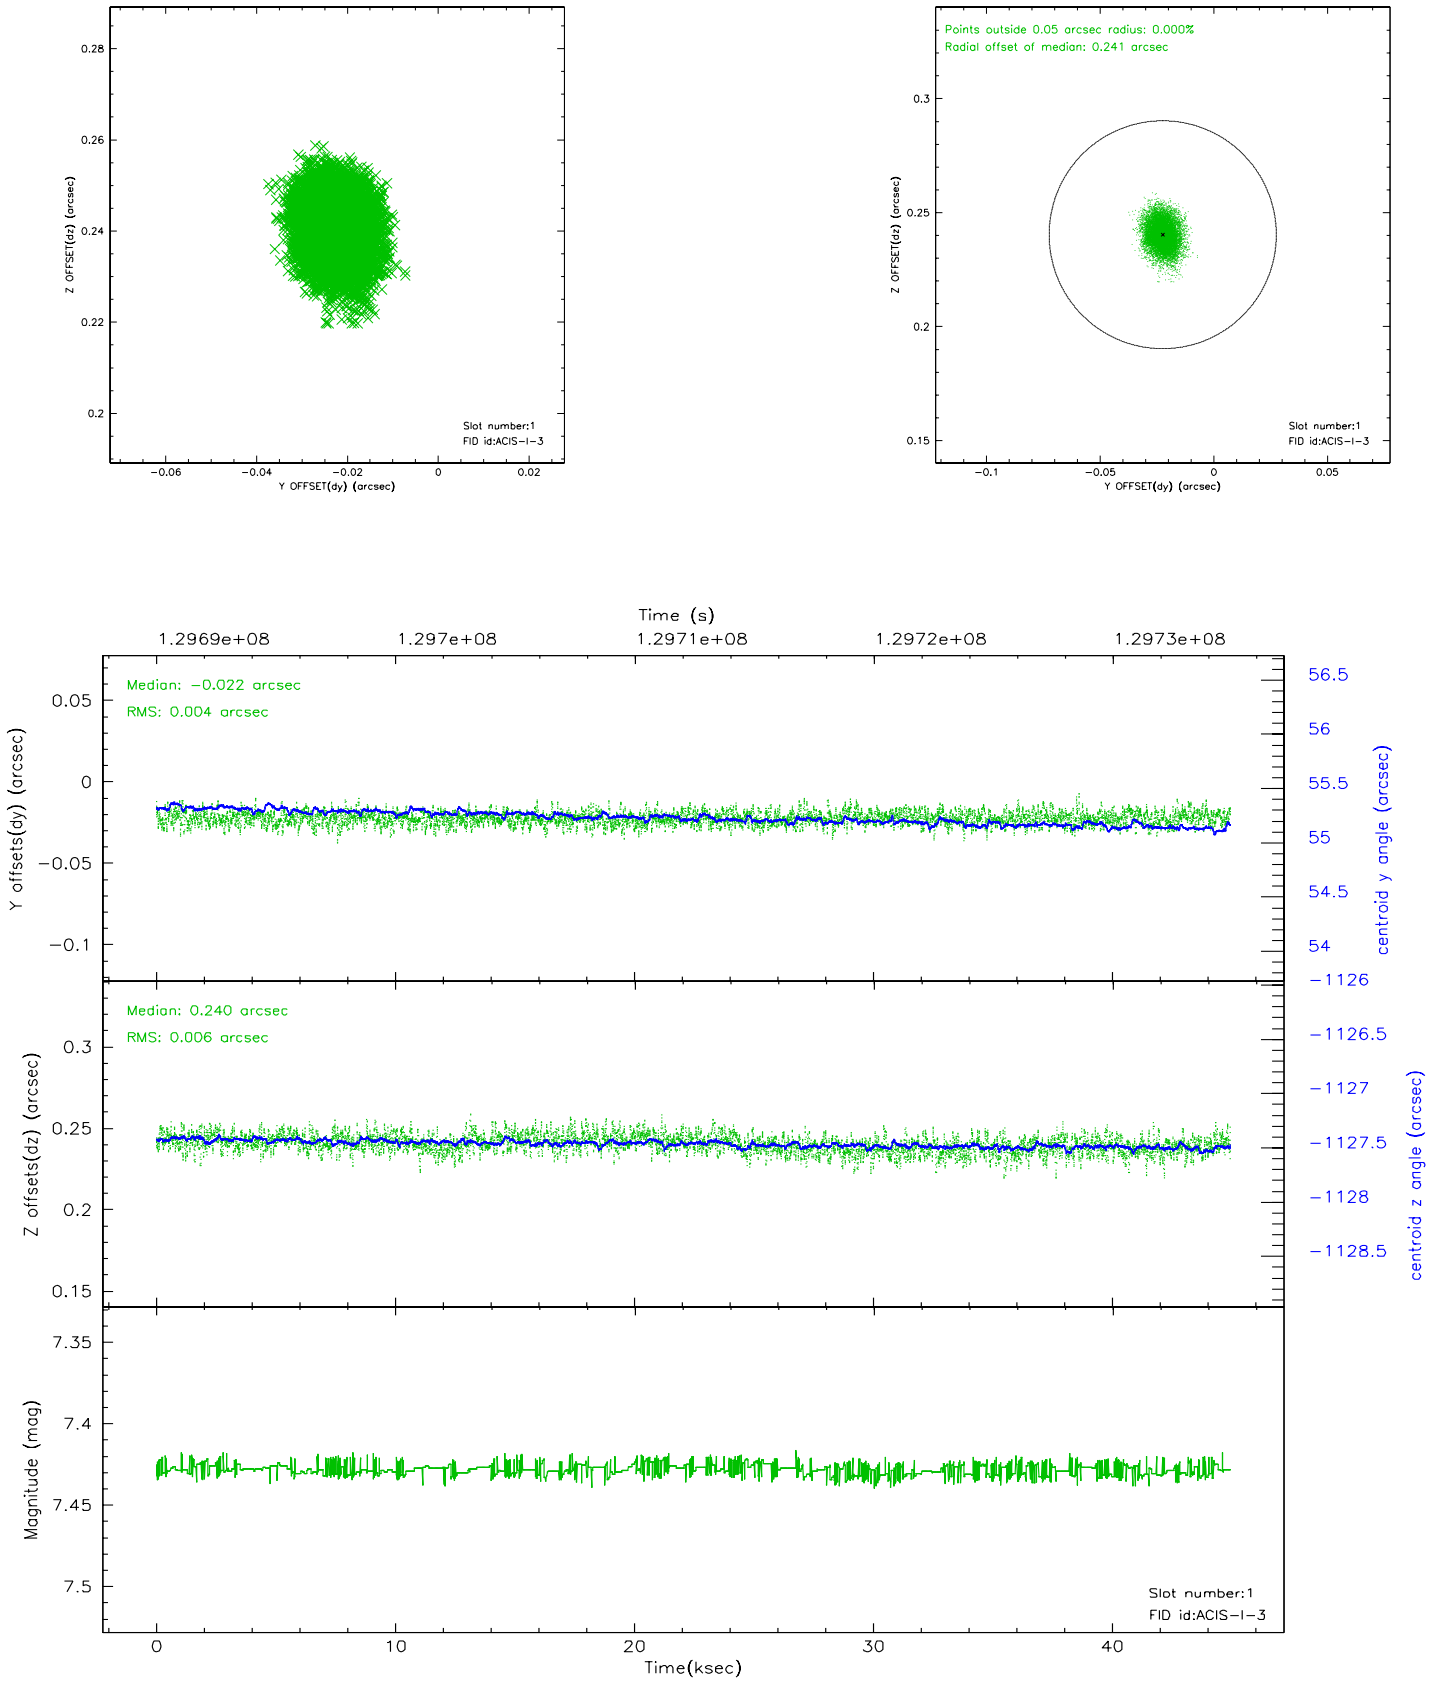 0.28
0.26
0.24
0.22
0.2
Z OFFSET(dz) (arcsec)
Slot number:1
FID id:ACIS-I-3
-0.06 -0.04 -0.02 0 0.02
Y OFFSET(dy) (arcsec)
Points outside 0.05 arcsec radius: 0.000%
Radial offset of median: 0.241 arcsec
0.3
0.25
0.2
0.15
Z OFFSET(dz) (arcsec)
Slot number:1
FID id:ACIS-I-3
-0.1 -0.05 0 0.05
Y OFFSET(dy) (arcsec)
Time (s)
1.2969e+08 1.297e+08 1.2971e+08 1.2972e+08 1.2973e+08
Median: -0.022 arcsec
RMS: 0.004 arcsec
0.05
0
-0.05
-0.1
Y offsets(dy) (arcsec)
56.5
56
55.5
55
54.5
54
centroid y angle (arcsec)
Median: 0.240 arcsec
RMS: 0.006 arcsec
0.3
0.25
0.2
0.15
Z offsets(dz) (arcsec)
-1126
-1126.5
-1127
-1127.5
-1128
-1128.5
centroid z angle (arcsec)
7.35
7.4
7.45
7.5
Magnitude (mag)
Slot number:1
FID id:ACIS-I-3
0 10 20 30 40
Time(ksec)